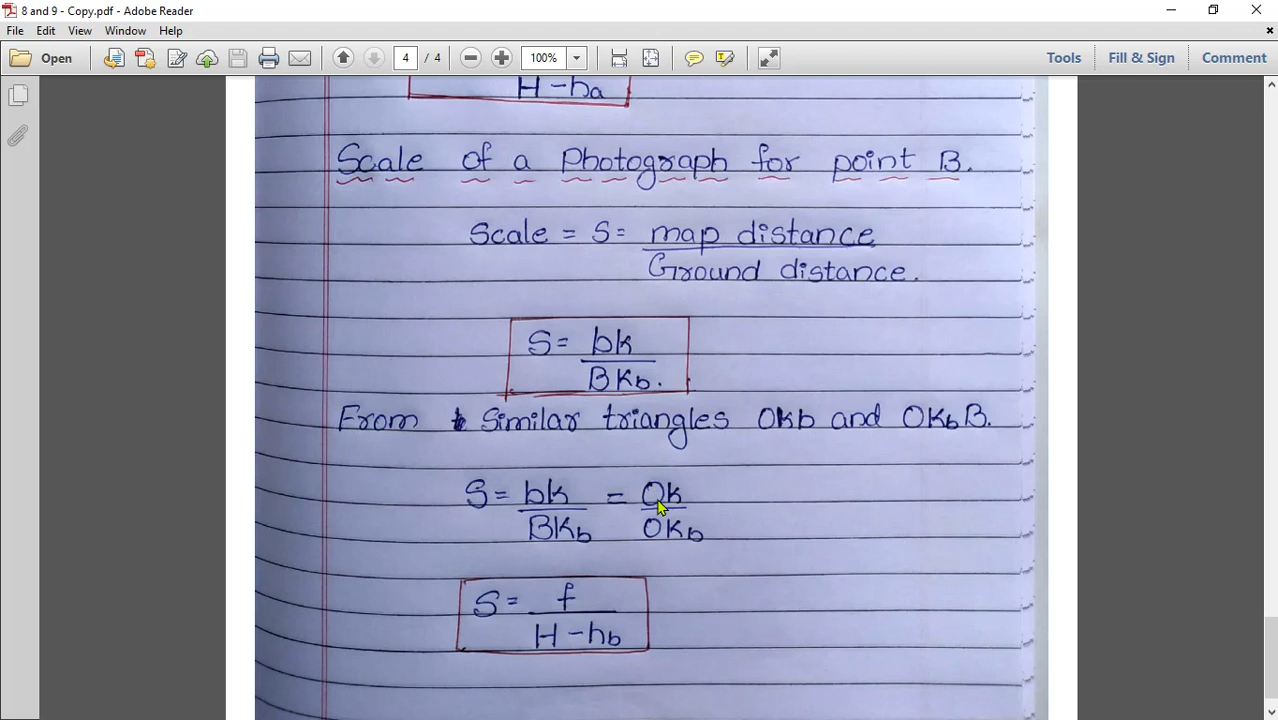 8 and 9 - Copy.pdf - Adobe Reader
File Edit View Window Help
Open 4 / 4 100% Tools Fill & Sign Comment
H - ha
Scale of a Photograph for point B.
Scale = S = map distance
Ground distance.
S = bk
BKb.
From Similar triangles Okb and OKbB.
S = bk = Ok
BKb OKb
S = f
H - hb